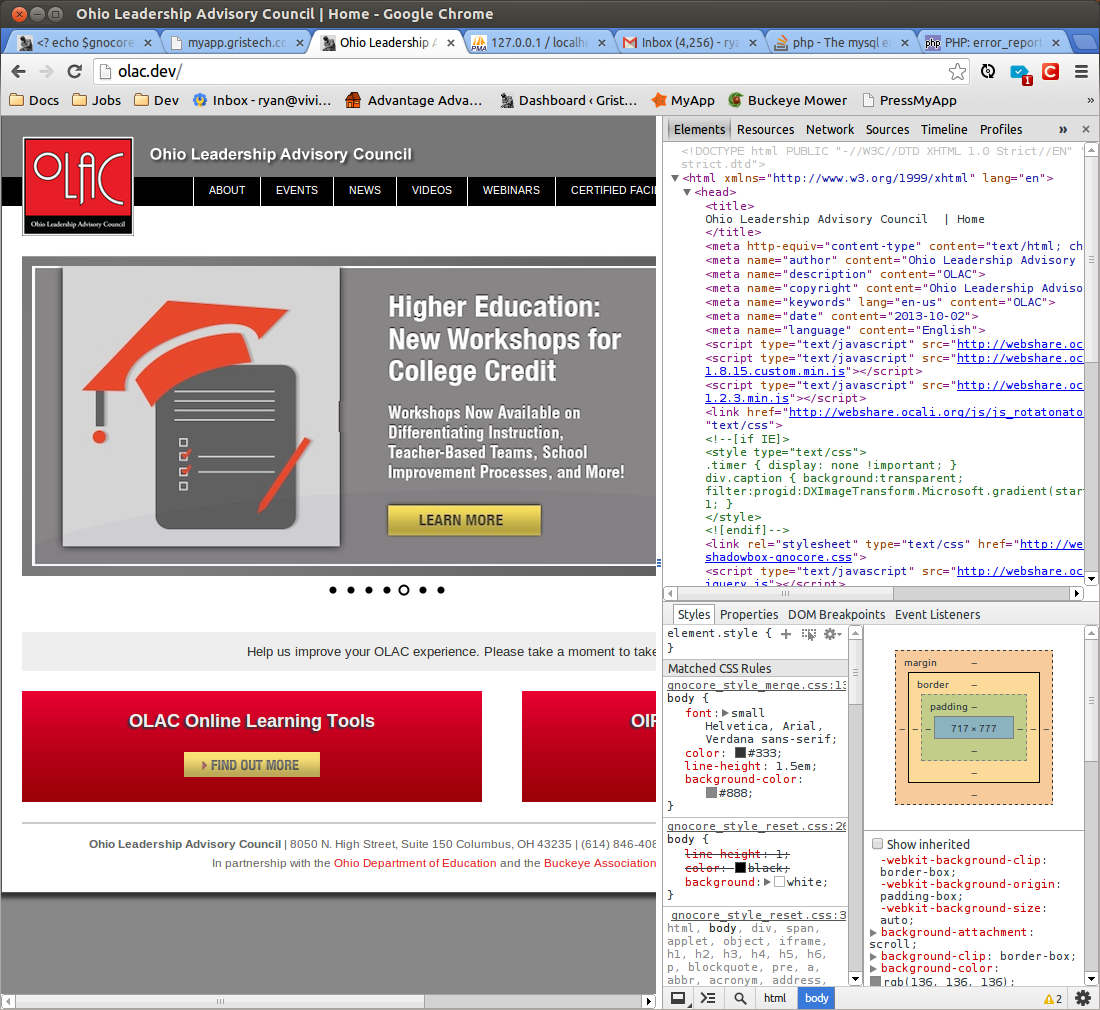 Ohio Leadership Advisory Council | Home - Google Chrome
<? echo $gnocore
myapp.gristech.co
Ohio Leadership A
127.0.0.1 / localh
Inbox (4,256) - rya
php - The mysql e
PHP: error_report
olac.dev/
1
Docs
Jobs
Dev
Inbox - ryan@vivi...
Advantage Adva...
Dashboard ‹ Grist...
MyApp
Buckeye Mower
PressMyApp
»
OLAC
Ohio Leadership Advisory Council
Ohio Leadership Advisory Council
ABOUT
EVENTS
NEWS
VIDEOS
WEBINARS
CERTIFIED FACI
Higher Education:
New Workshops for
College Credit
Workshops Now Available on
Differentiating Instruction,
Teacher-Based Teams, School
Improvement Processes, and More!
LEARN MORE
Help us improve your OLAC experience. Please take a moment to take
OLAC Online Learning Tools
FIND OUT MORE
Ohio Leadership Advisory Council | 8050 N. High Street, Suite 150 Columbus, OH 43235 | (614) 846-408
In partnership with the Ohio Department of Education and the Buckeye Association
Elements Resources Network Sources Timeline Profiles »
<!DOCTYPE html PUBLIC "-//W3C//DTD XHTML 1.0 Strict//EN" "
strict.dtd">
<html xmlns="http://www.w3.org/1999/xhtml" lang="en">
<head>
<title>
Ohio Leadership Advisory Council  | Home
</title>
<meta http-equiv="content-type" content="text/html; ch
<meta name="author" content="Ohio Leadership Advisory
<meta name="description" content="OLAC">
<meta name="copyright" content="Ohio Leadership Adviso
<meta name="keywords" lang="en-us" content="OLAC">
<meta name="date" content="2013-10-02">
<meta name="language" content="English">
<script type="text/javascript" src="http://webshare.oc
<script type="text/javascript" src="http://webshare.oc
1.8.15.custom.min.js"></script>
<script type="text/javascript" src="http://webshare.oc
1.2.3.min.js"></script>
<link href="http://webshare.ocali.org/js/js_rotatonato
"text/css">
<!--[if IE]>
<style type="text/css">
.timer { display: none !important; }
div.caption { background:transparent;
filter:progid:DXImageTransform.Microsoft.gradient(star
1; }
</style>
<![endif]-->
<link rel="stylesheet" type="text/css" href="http://we
shadowbox-gnocore.css">
<script type="text/javascript" src="http://webshare.oc
jquery.js"></script>
Styles Properties DOM Breakpoints Event Listeners
element.style {
}
Matched CSS Rules
gnocore_style_merge.css:13
body {
font: small
Helvetica, Arial,
Verdana sans-serif;
color: #333;
line-height: 1.5em;
background-color:
#888;
}
gnocore_style_reset.css:26
body {
line-height: 1;
color: black;
background: white;
}
gnocore_style_reset.css:3
html, body, div, span,
applet, object, iframe,
h1, h2, h3, h4, h5, h6,
p, blockquote, pre, a,
abbr, acronym, address,
margin –
border –
padding –
– – – 717 × 777 – – –
–
–
–
Show inherited
-webkit-background-clip:
border-box;
-webkit-background-origin:
padding-box;
-webkit-background-size:
auto;
background-attachment:
scroll;
background-clip: border-box;
background-color:
rgb(136, 136, 136);
html
body
2